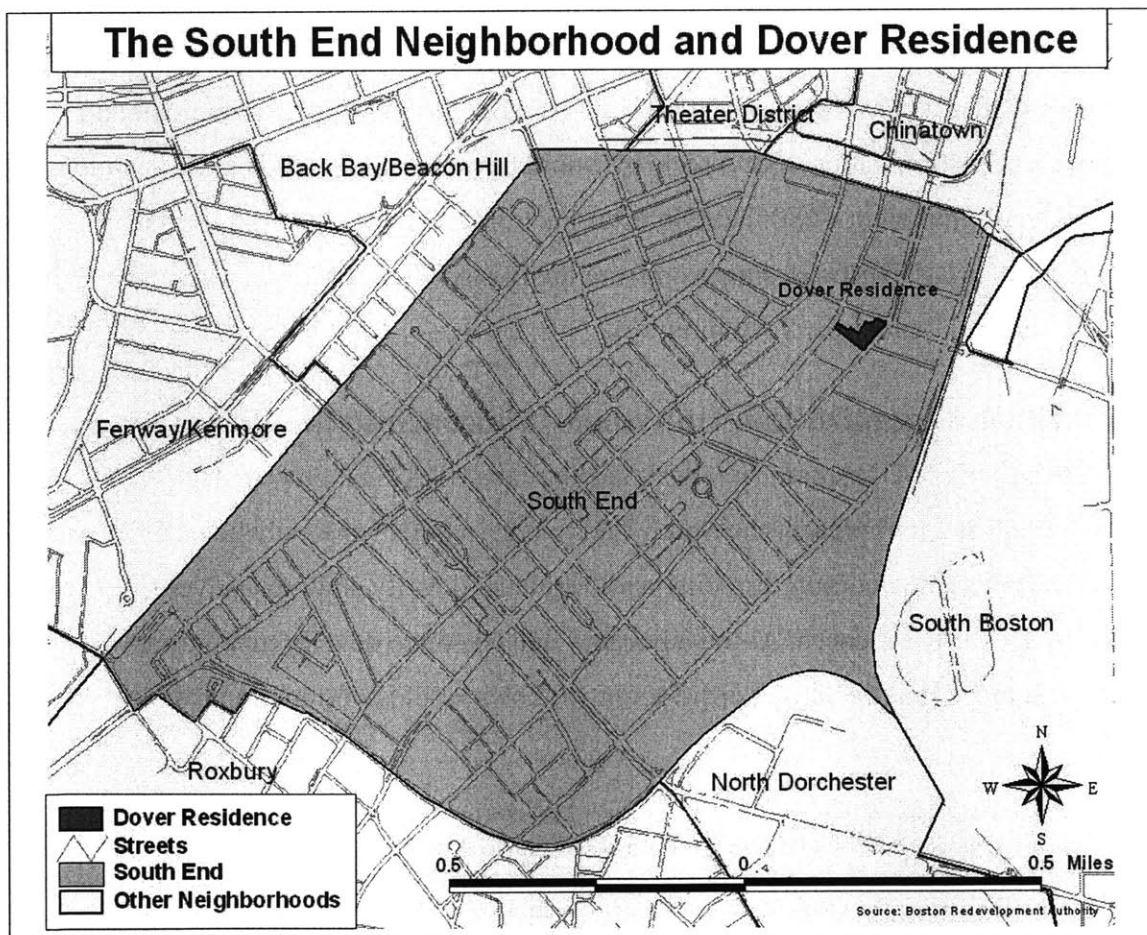 The South End Neighborhood and Dover Residence
Theater District
Chinatown
Back Bay/Beacon Hill
Dover Residence
Fenway/Kenmore
South End
South Boston
Roxbury
North Dorchester
N
W E
S
Dover Residence
Streets
South End
Other Neighborhoods
0.5 0 0.5 Miles
Source: Boston Redevelopment Authority